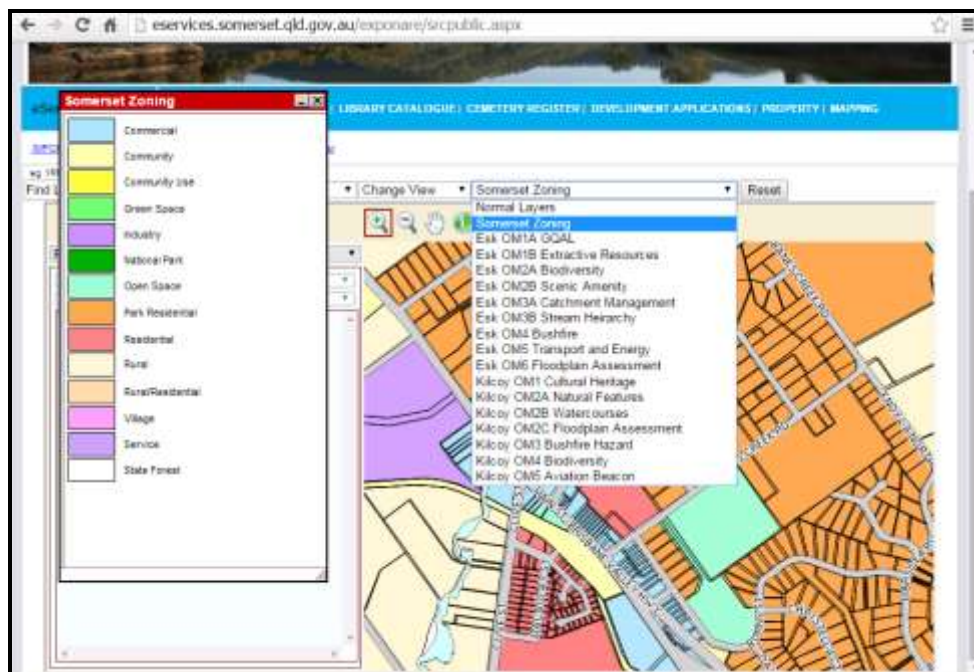 eservices.somerset.qld.gov.au/exponare/srcpublic.aspx
LIBRARY CATALOGUE | CEMETERY REGISTER | DEVELOPMENT APPLICATIONS | PROPERTY | MAPPING
Somerset Zoning
Commercial
Community
Community Use
Green Space
Industry
National Park
Open Space
Park Residential
Residential
Rural
Rural/Residential
Village
Service
State Forest
Find
Change View
Somerset Zoning
Reset
Normal Layers
Somerset Zoning
Esk OM1A GQAL
Esk OM1B Extractive Resources
Esk OM2A Biodiversity
Esk OM2B Scenic Amenity
Esk OM3A Catchment Management
Esk OM3B Stream Heirarchy
Esk OM4 Bushfire
Esk OM5 Transport and Energy
Esk OM6 Floodplain Assessment
Kilcoy OM1 Cultural Heritage
Kilcoy OM2A Natural Features
Kilcoy OM2B Watercourses
Kilcoy OM2C Floodplain Assessment
Kilcoy OM3 Bushfire Hazard
Kilcoy OM4 Biodiversity
Kilcoy OM5 Aviation Beacon